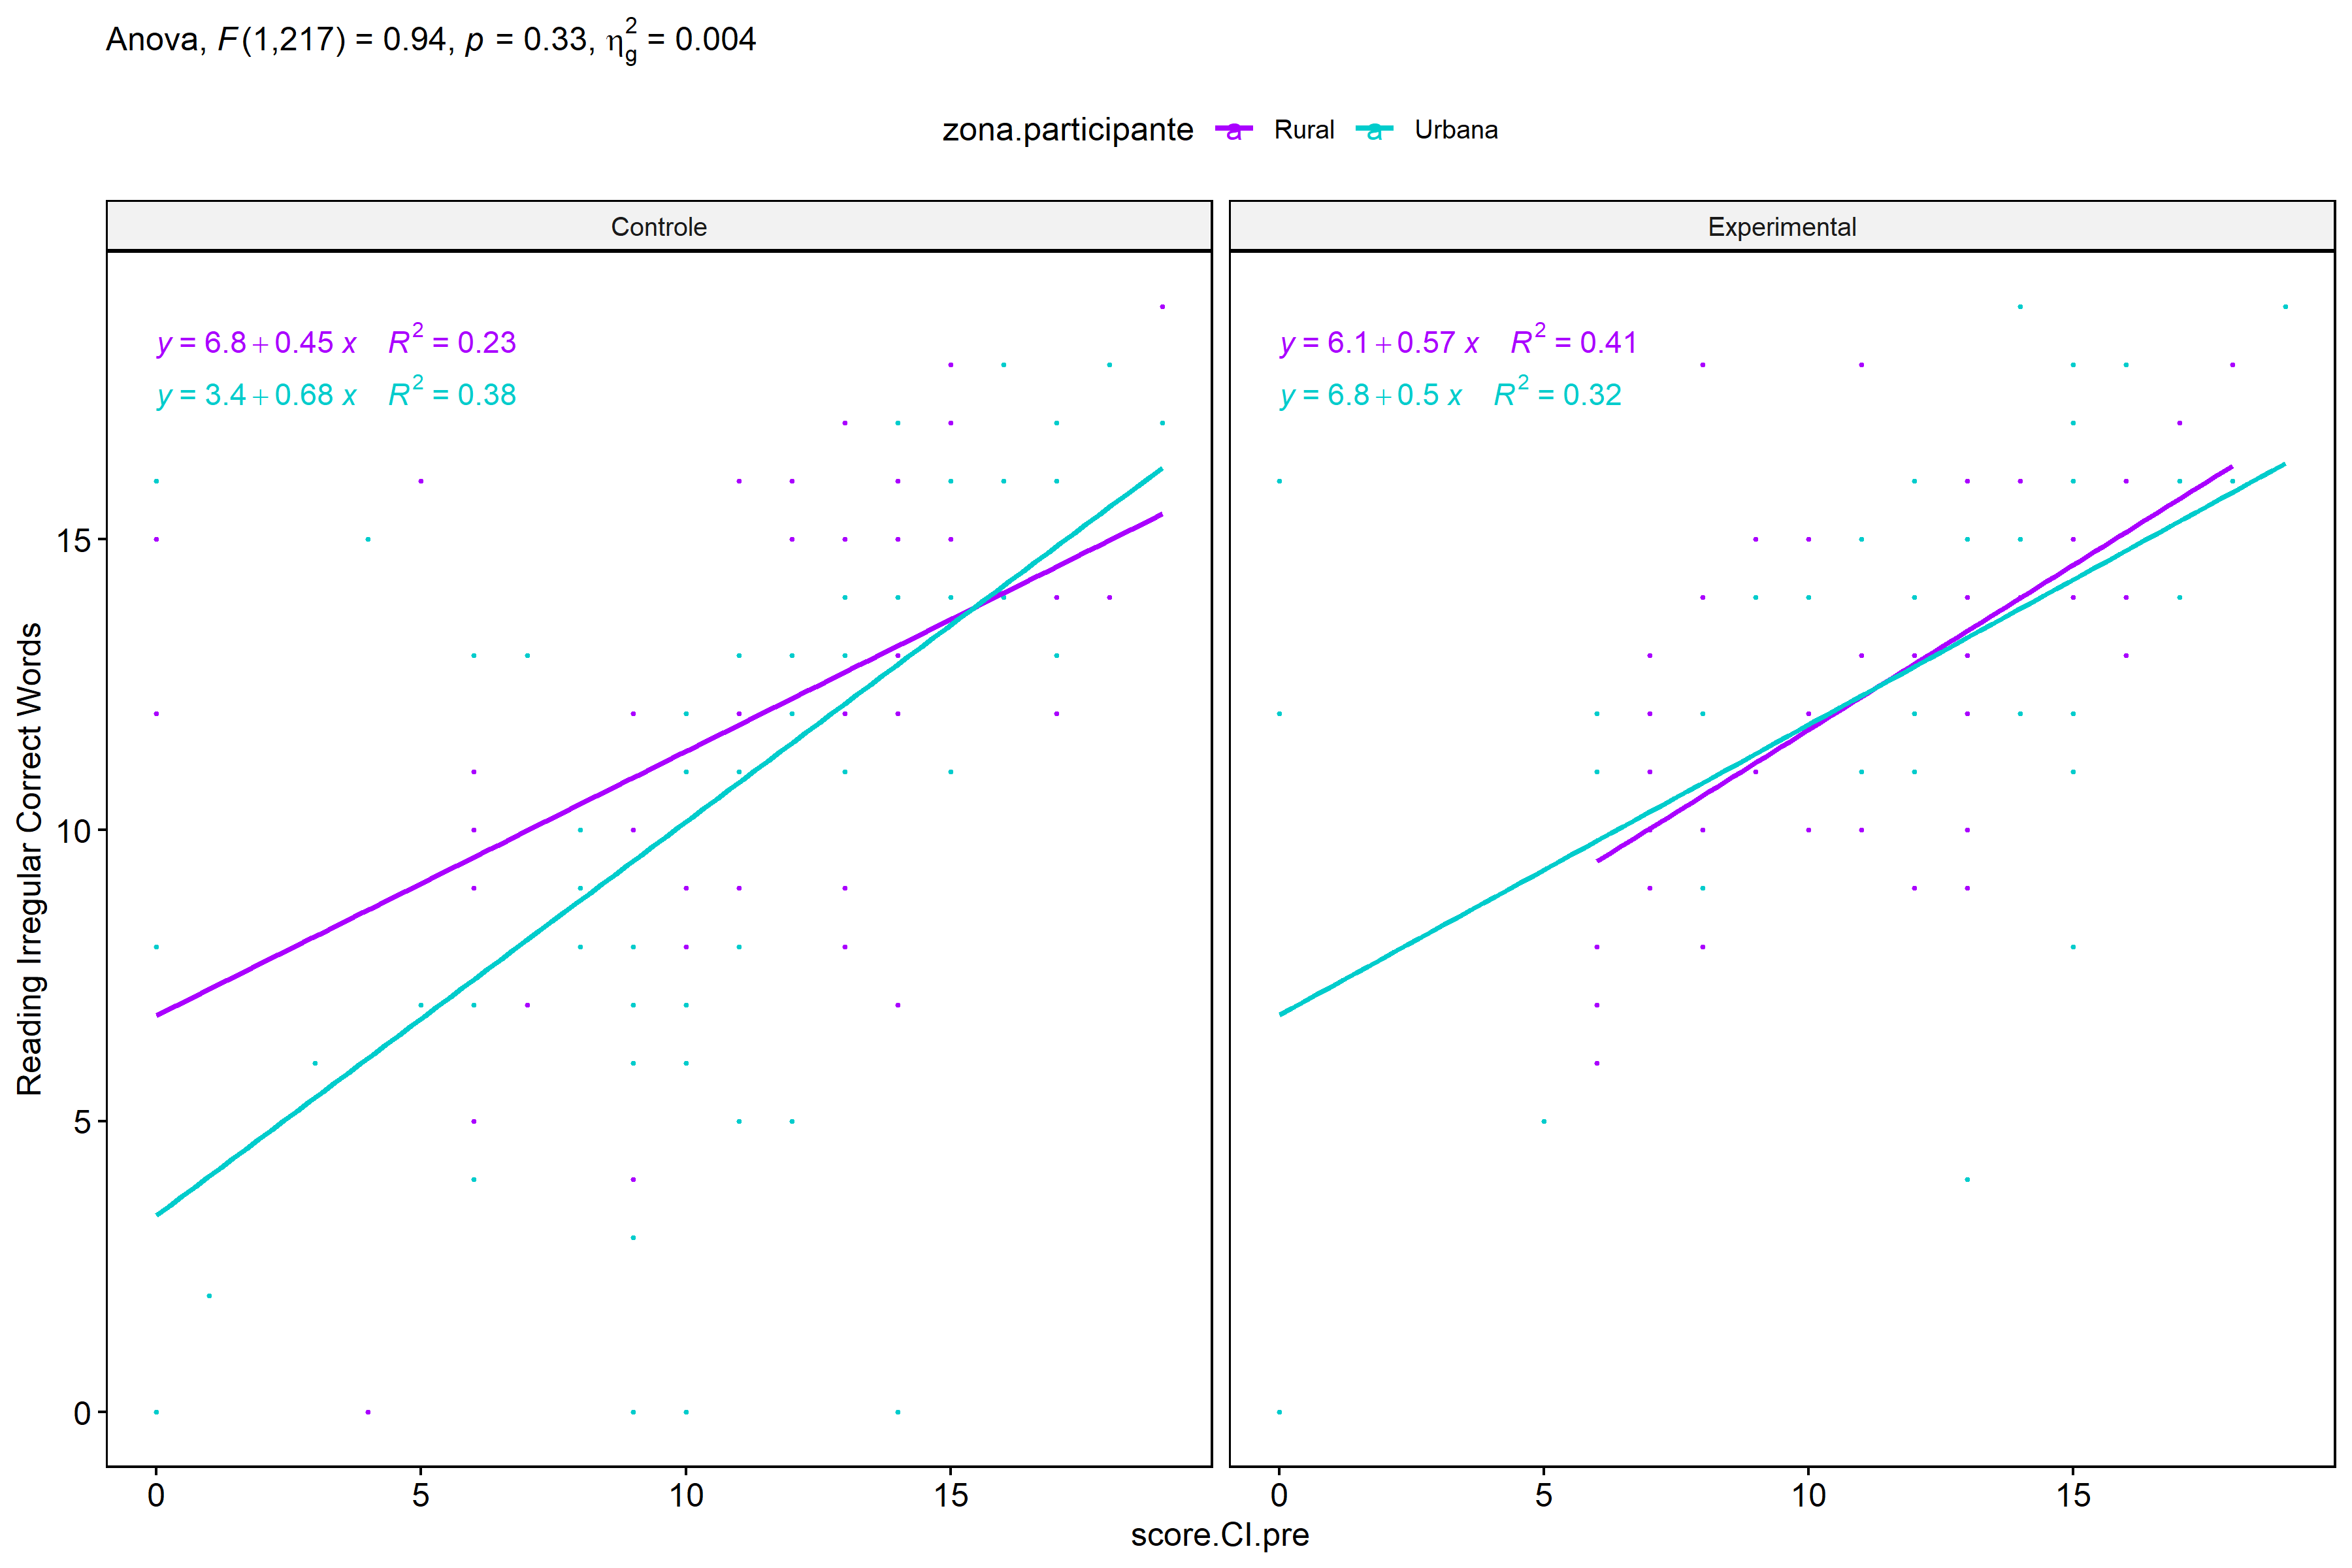 Anova, F(1,217) = 0.94, p = 0.33, η²g = 0.004
zona.participante a Rural a Urbana
Controle
Experimental
y = 6.8 + 0.45 x R² = 0.23
y = 3.4 + 0.68 x R² = 0.38
y = 6.1 + 0.57 x R² = 0.41
y = 6.8 + 0.5 x R² = 0.32
Reading Irregular Correct Words
15
10
5
0
0 5 10 15
0 5 10 15
score.CI.pre